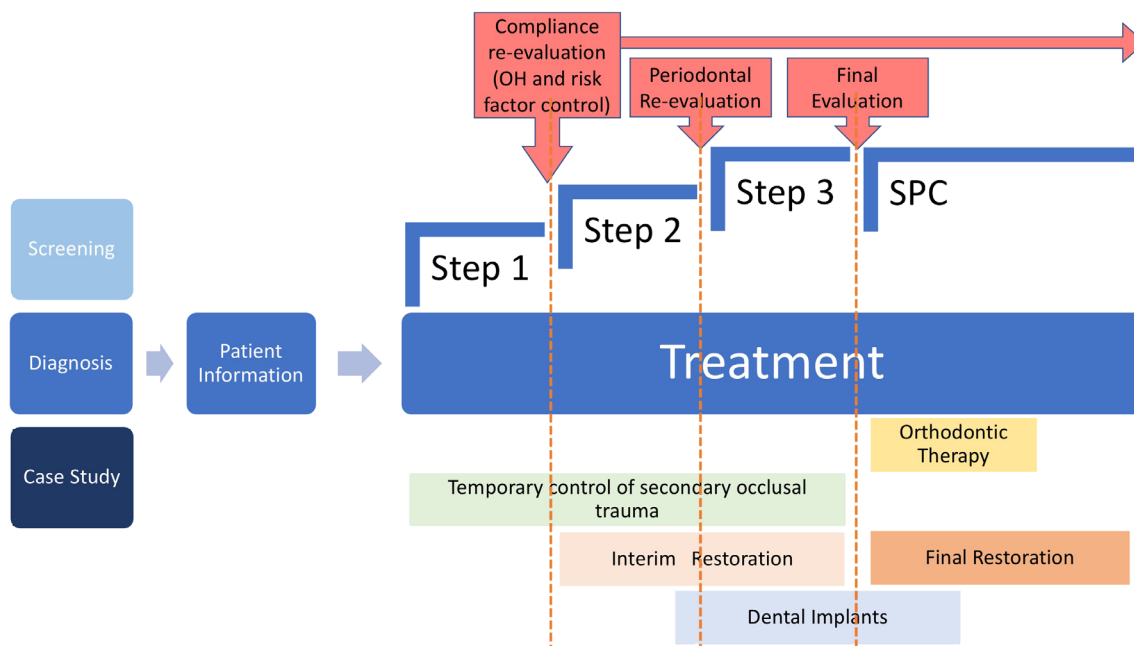 Compliance
re-evaluation
(OH and risk
factor control)
Periodontal
Re-evaluation
Final
Evaluation
Step 1
Step 2
Step 3
SPC
Screening
Diagnosis
Case Study
Patient
Information
Treatment
Orthodontic
Therapy
Temporary control of secondary occlusal
trauma
Interim Restoration
Final Restoration
Dental Implants